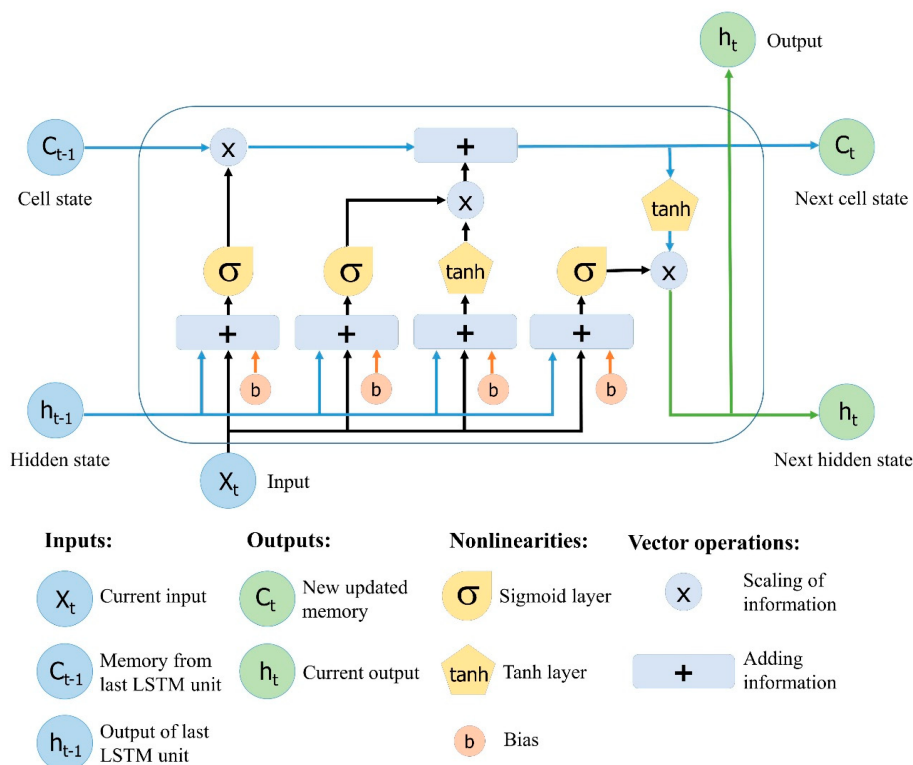 hₜ Output
Cₜ₋₁ x + Cₜ
Cell state Next cell state
x tanh
σ σ tanh σ x
+ + + +
b b b b
hₜ₋₁ hₜ
Hidden state Next hidden state
Xₜ Input
Inputs: Outputs: Nonlinearities: Vector operations:
Xₜ Current input
Cₜ₋₁ Memory from
last LSTM unit
hₜ₋₁ Output of last
LSTM unit
Cₜ New updated
memory
hₜ Current output
σ Sigmoid layer
tanh Tanh layer
b Bias
x Scaling of
information
+ Adding
information